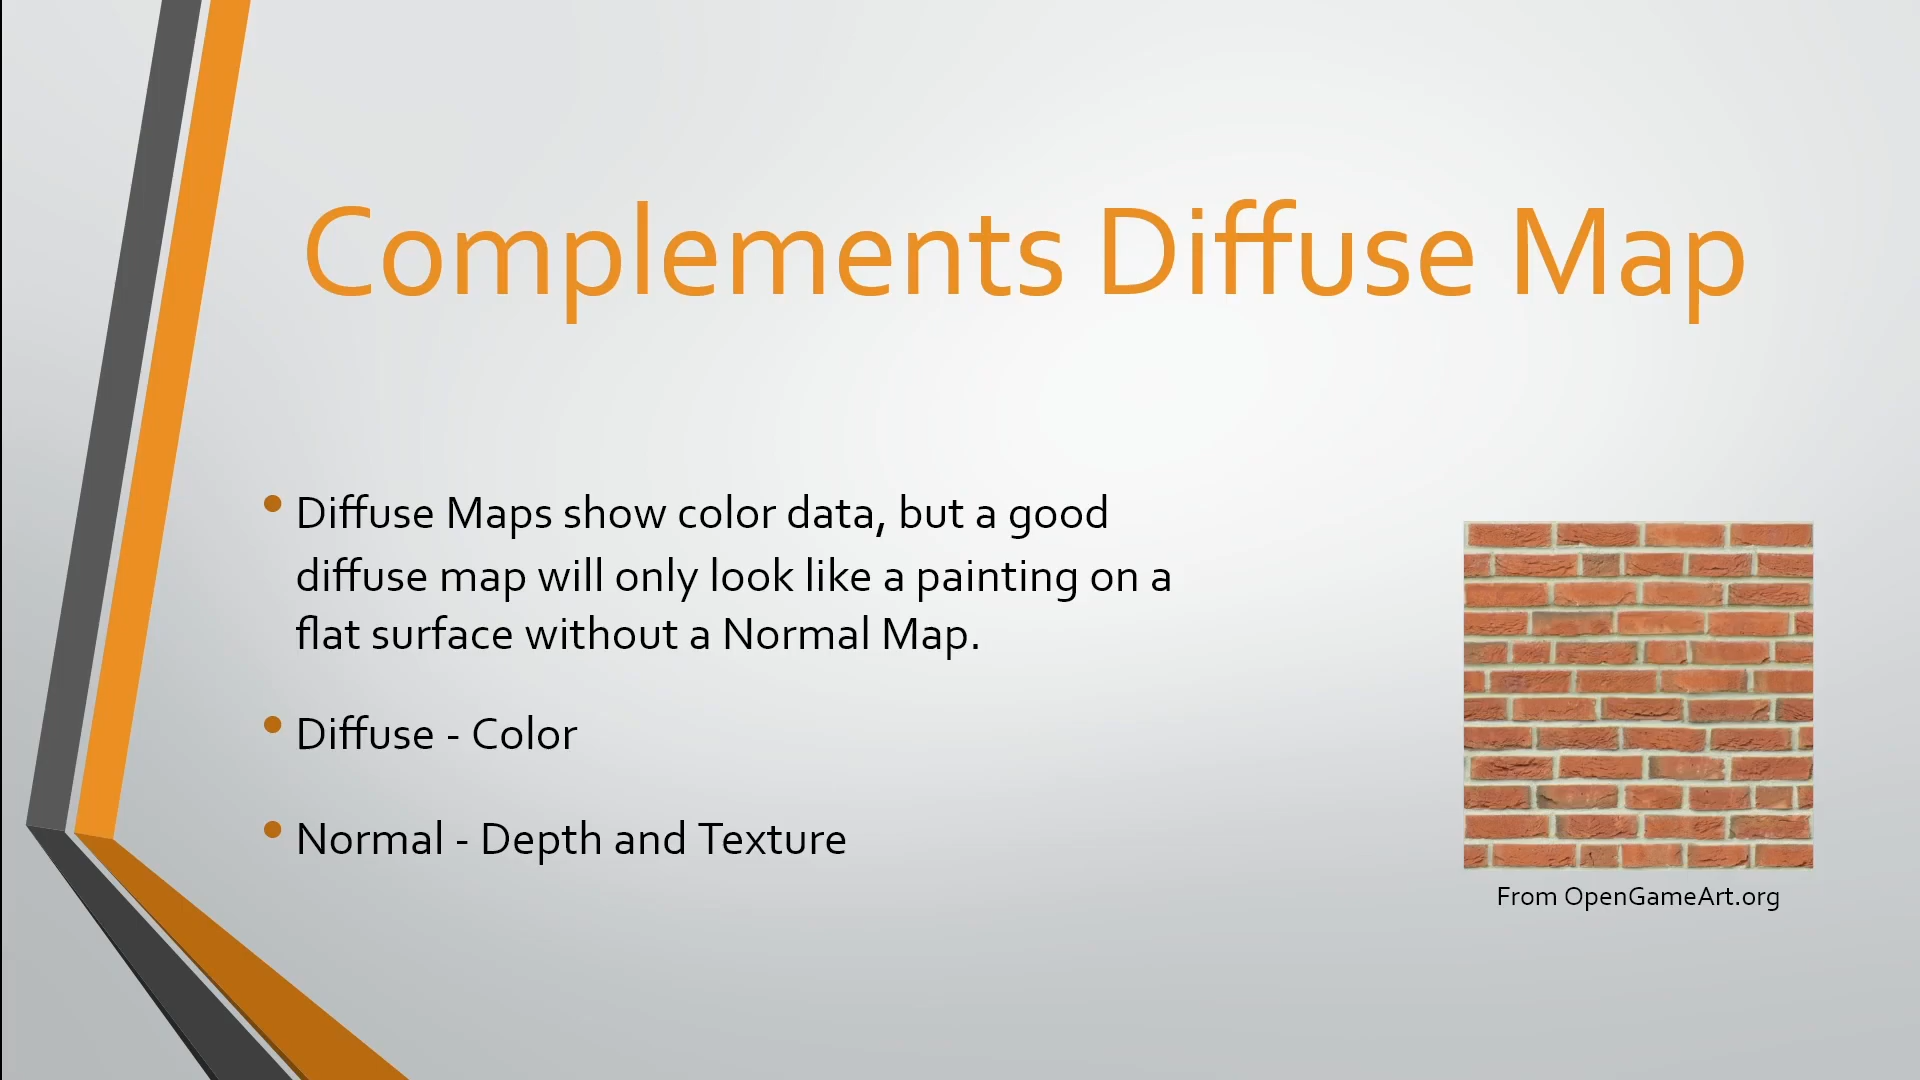 Complements Diffuse Map
• Diffuse Maps show color data, but a good
diffuse map will only look like a painting on a
flat surface without a Normal Map.
• Diffuse - Color
• Normal - Depth and Texture
From OpenGameArt.org